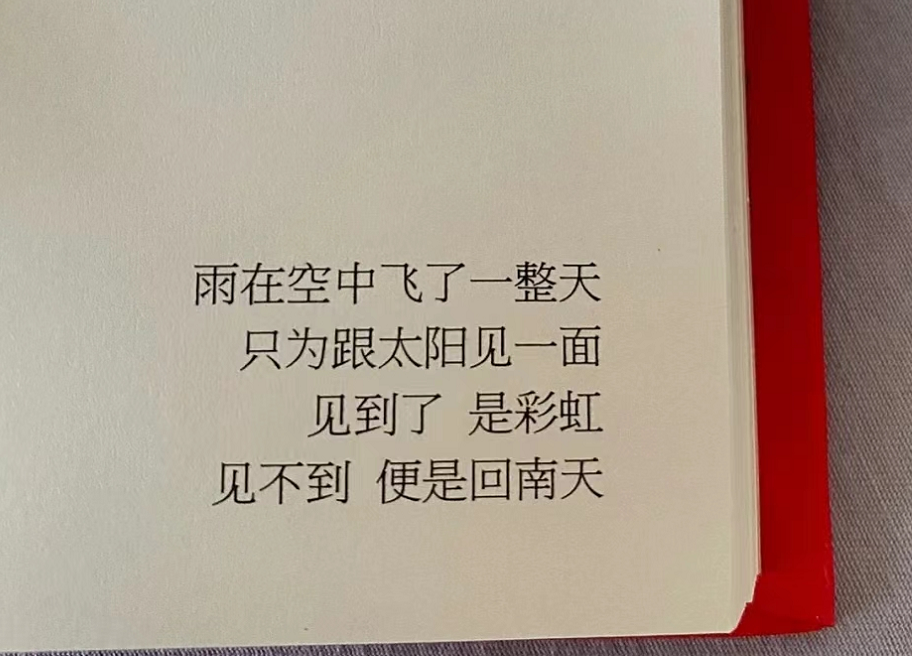 雨在空中飞了一整天
只为跟太阳见一面
见到了 是彩虹
见不到 便是回南天